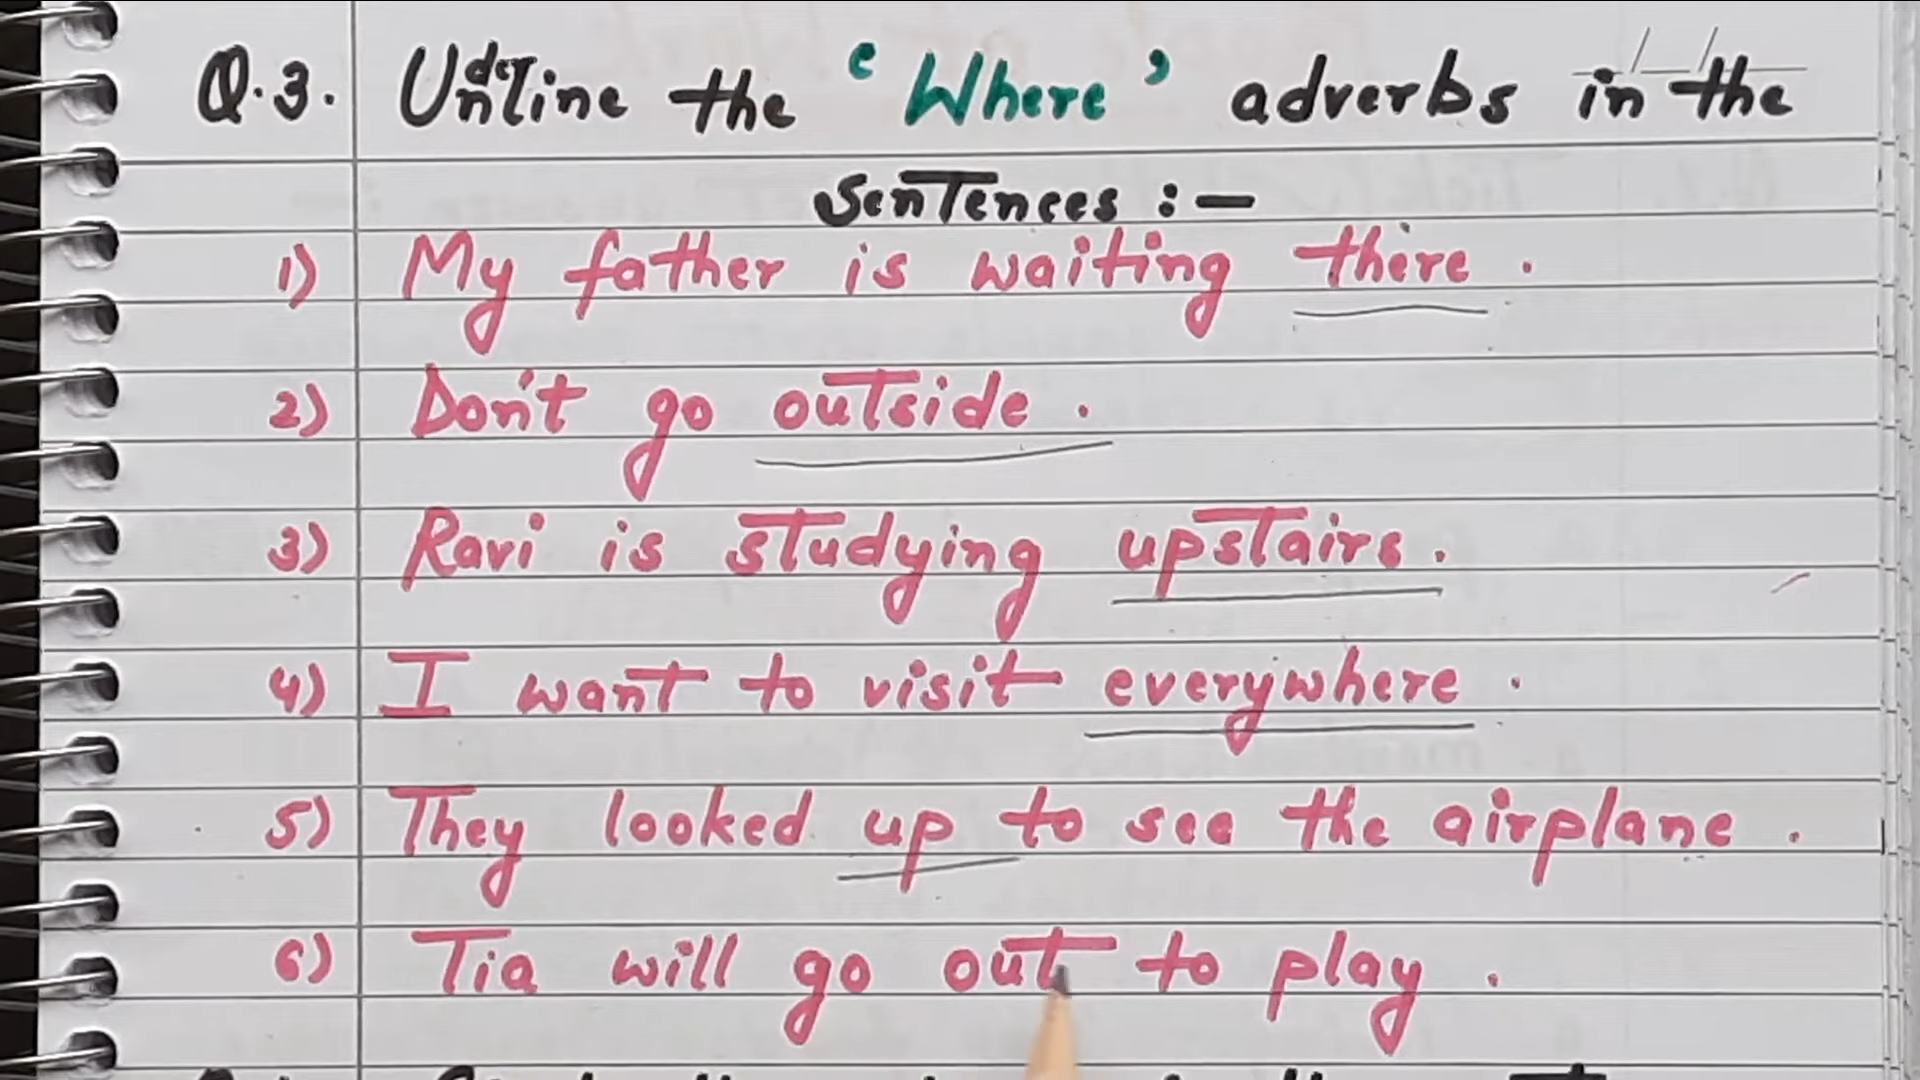 Q.3. Underline the 'Where' adverbs in the
Sentences :-
1) My father is waiting there.
2) Don't go outside.
3) Ravi is studying upstairs.
4) I want to visit everywhere.
5) They looked up to see the airplane.
6) Tia will go out to play.